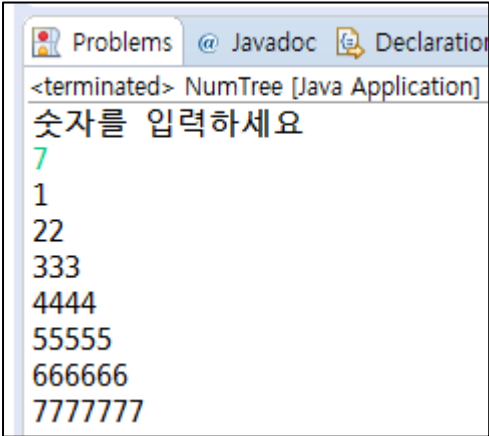 Problems @ Javadoc Declaration
<terminated> NumTree [Java Application]
숫자를 입력하세요
7
1
22
333
4444
55555
666666
7777777